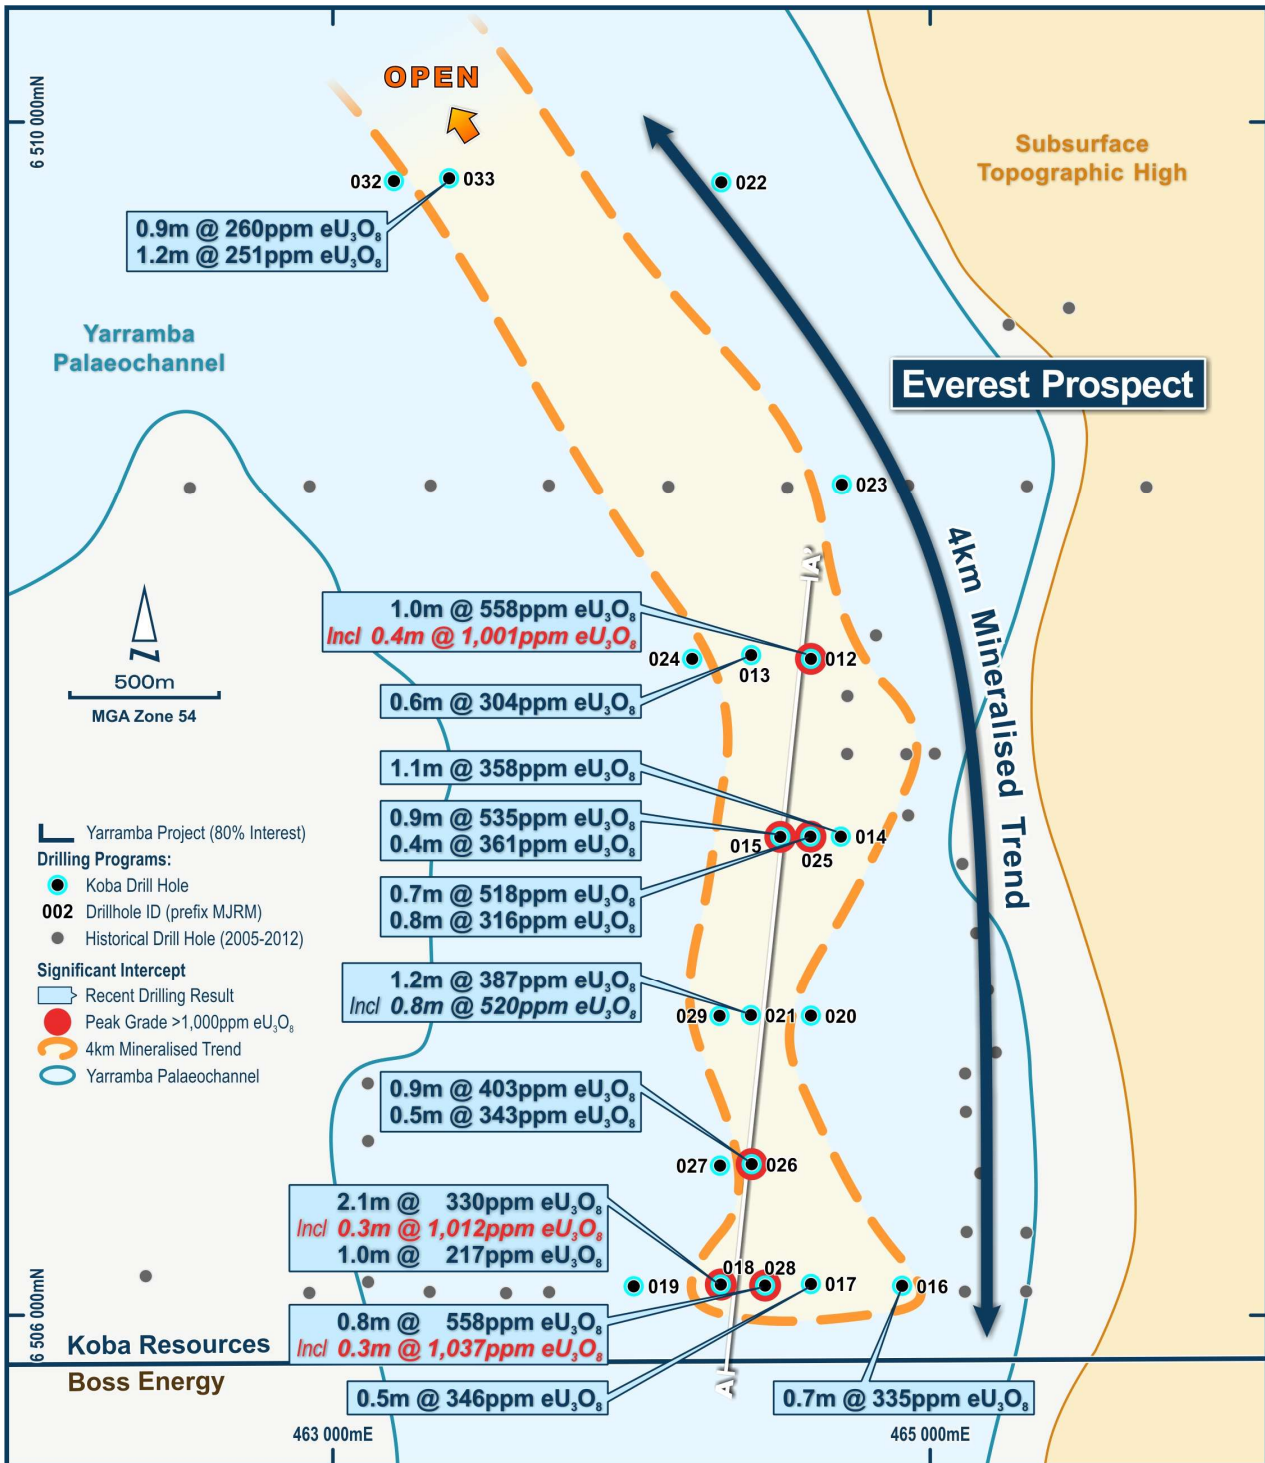 OPEN
6 510 000mN
Subsurface
Topographic High
032
033
022
0.9m @ 260ppm eU₃O₈
1.2m @ 251ppm eU₃O₈
Yarramba
Palaeochannel
Everest Prospect
023
4km Mineralised Trend
A'
1.0m @ 558ppm eU₃O₈
Incl 0.4m @ 1,001ppm eU₃O₈
024
013
012
0.6m @ 304ppm eU₃O₈
N
500m
MGA Zone 54
1.1m @ 358ppm eU₃O₈
0.9m @ 535ppm eU₃O₈
0.4m @ 361ppm eU₃O₈
015
025
014
0.7m @ 518ppm eU₃O₈
0.8m @ 316ppm eU₃O₈
Yarramba Project (80% Interest)
Drilling Programs:
Koba Drill Hole
002 Drillhole ID (prefix MJRM)
Historical Drill Hole (2005-2012)
Significant Intercept
Recent Drilling Result
Peak Grade >1,000ppm eU₃O₈
4km Mineralised Trend
Yarramba Palaeochannel
1.2m @ 387ppm eU₃O₈
Incl 0.8m @ 520ppm eU₃O₈
029
021
020
0.9m @ 403ppm eU₃O₈
0.5m @ 343ppm eU₃O₈
027
026
2.1m @ 330ppm eU₃O₈
Incl 0.3m @ 1,012ppm eU₃O₈
1.0m @ 217ppm eU₃O₈
019
018
028
017
016
0.8m @ 558ppm eU₃O₈
Incl 0.3m @ 1,037ppm eU₃O₈
6 506 000mN
Koba Resources
Boss Energy
A
0.5m @ 346ppm eU₃O₈
0.7m @ 335ppm eU₃O₈
463 000mE
465 000mE